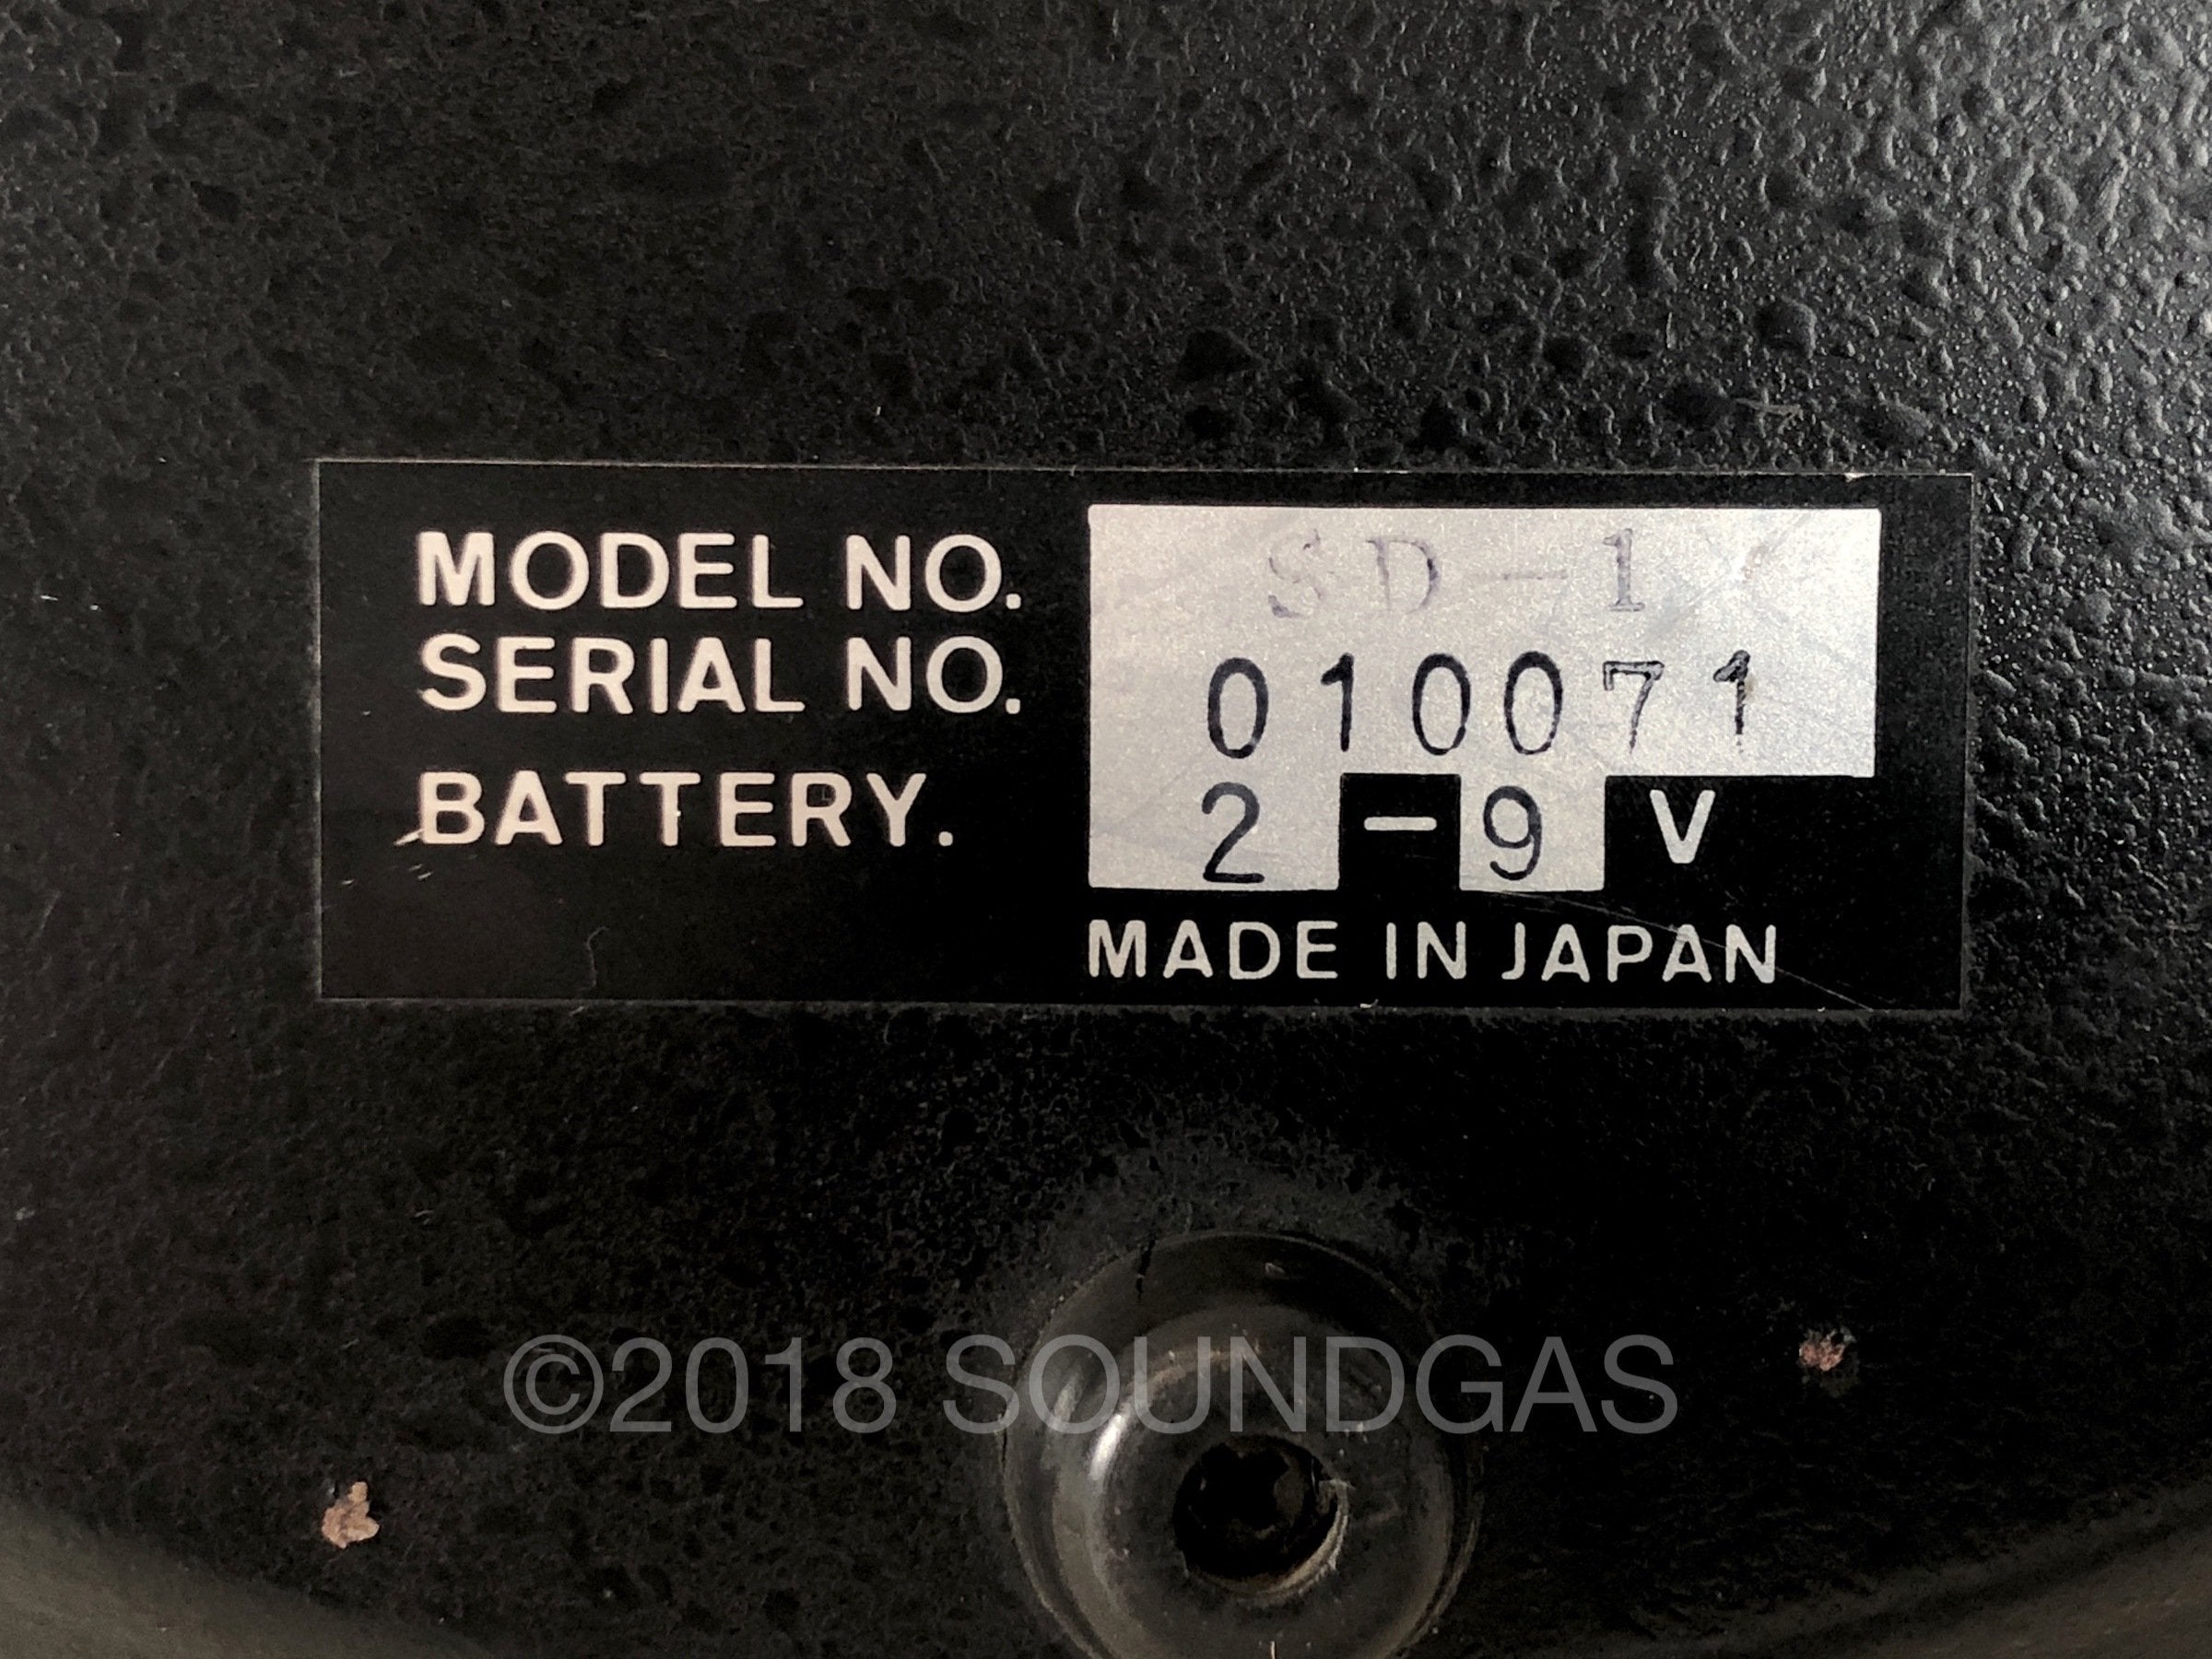 MODEL NO. SD-1
SERIAL NO. 010071
BATTERY. 2-9 V
MADE IN JAPAN
©2018 SOUNDGAS